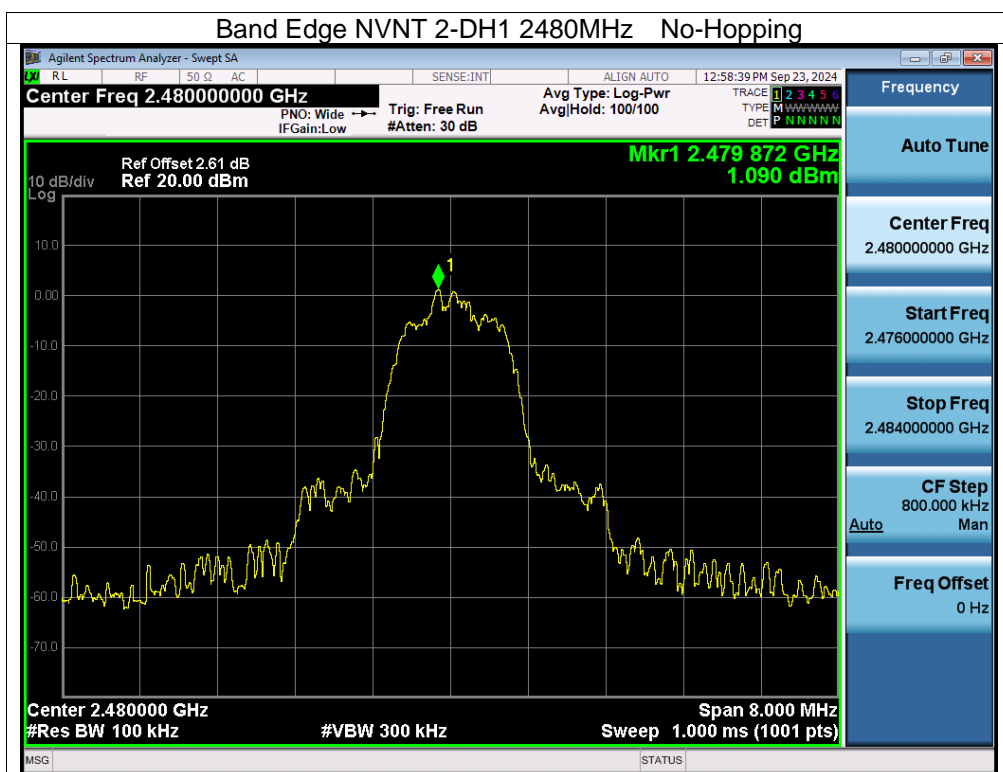 Band Edge NVNT 2-DH1 2480MHz No-Hopping
Agilent Spectrum Analyzer - Swept SA
LXI RL RF 50 Ω AC SENSE:INT ALIGN AUTO 12:58:39 PM Sep 23, 2024
Center Freq 2.480000000 GHz
PNO: Wide
IFGain:Low
Trig: Free Run
#Atten: 30 dB
Avg Type: Log-Pwr
Avg|Hold: 100/100
TRACE 1 2 3 4 5 6
TYPE M WWWWW
DET P N N N N N
Frequency
Auto Tune
Center Freq
2.480000000 GHz
Start Freq
2.476000000 GHz
Stop Freq
2.484000000 GHz
CF Step
800.000 kHz
Auto Man
Freq Offset
0 Hz
Mkr1 2.479 872 GHz
1.090 dBm
Ref Offset 2.61 dB
10 dB/div Ref 20.00 dBm
Log
10.0
1
0.00
-10.0
-20.0
-30.0
-40.0
-50.0
-60.0
-70.0
Center 2.480000 GHz Span 8.000 MHz
#Res BW 100 kHz #VBW 300 kHz Sweep 1.000 ms (1001 pts)
MSG STATUS